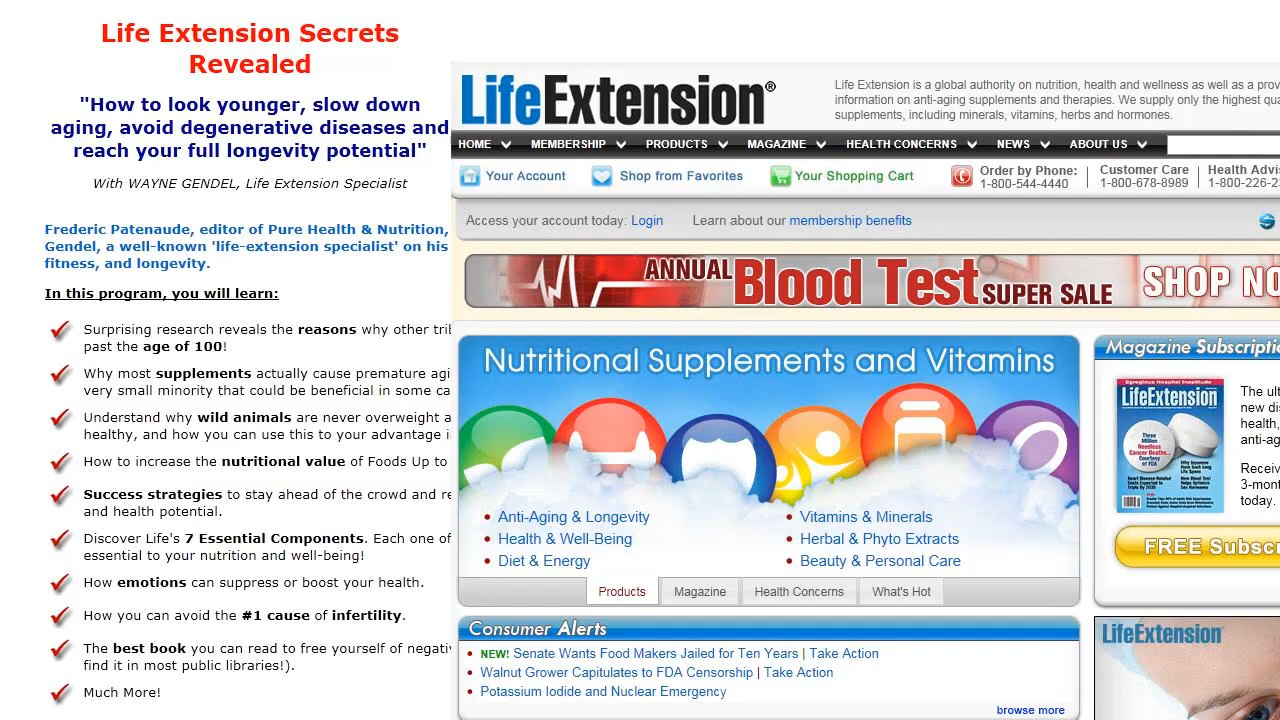 Life Extension Secrets
Revealed
"How to look younger, slow down
aging, avoid degenerative diseases and
reach your full longevity potential"
With WAYNE GENDEL, Life Extension Specialist
Frederic Patenaude, editor of Pure Health & Nutrition,
Gendel, a well-known 'life-extension specialist' on his
fitness, and longevity.
In this program, you will learn:
Surprising research reveals the reasons why other
past the age of 100!
Why most supplements actually cause premature
very small minority that could be beneficial in some
Understand why wild animals are never overweight
healthy, and how you can use this to your advantage
How to increase the nutritional value of Foods Up to
Success strategies to stay ahead of the crowd and
and health potential.
Discover Life's 7 Essential Components. Each one of
essential to your nutrition and well-being!
How emotions can suppress or boost your health.
How you can avoid the #1 cause of infertility.
The best book you can read to free yourself of
find it in most public libraries!).
Much More!
LifeExtension®
Life Extension is a global authority on nutrition, health and wellness as well as a
information on anti-aging supplements and therapies. We supply only the highest
supplements, including minerals, vitamins, herbs and hormones.
HOME MEMBERSHIP PRODUCTS MAGAZINE HEALTH CONCERNS NEWS ABOUT US
Your Account Shop from Favorites Your Shopping Cart
Order by Phone: Customer Care Health
1-800-544-4440 1-800-678-8989 1-800-226-
Access your account today: Login Learn about our membership benefits
ANNUAL Blood Test SUPER SALE SHOP
Nutritional Supplements and Vitamins
Anti-Aging & Longevity Vitamins & Minerals
Health & Well-Being Herbal & Phyto Extracts
Diet & Energy Beauty & Personal Care
Products Magazine Health Concerns What's Hot
Consumer Alerts
NEW! Senate Wants Food Makers Jailed for Ten Years | Take Action
Walnut Grower Capitulates to FDA Censorship | Take Action
Potassium Iodide and Nuclear Emergency
browse more
Magazine
Egregious Hospital Ineptitude
LifeExtension
Three
Million
Needless
Cancer Deaths...
Courtesy
of FDA
The
new
health,
Receiv
3-mont
today.
FREE
LifeExtension